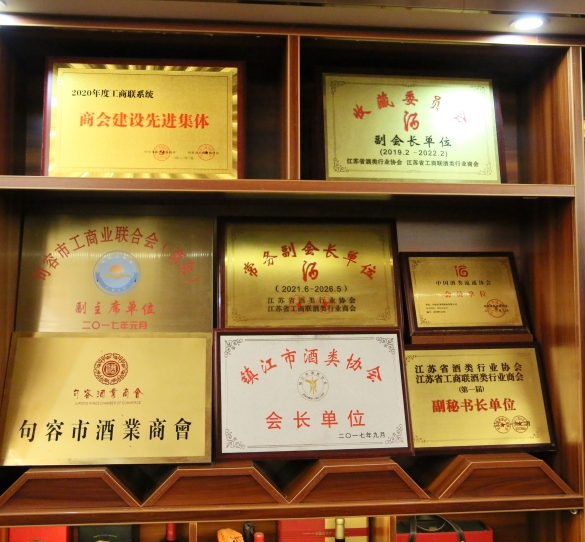 2020年度工商联系统
商会建设先进集体
收藏委员会
酒
副会长单位
(2019.2-2022.2)
江苏省酒类行业协会 江苏省工商联酒类行业商会
句容市工商业联合会
副主席单位
二〇一七年元月
常务副会长单位
酒
(2021.6-2026.5)
江苏省酒类行业协会
江苏省工商联酒类行业商会
中国酒类流通协会
会员单位
句容酒業商會
句容市酒業商會
镇江市酒类协会
会长单位
二〇一七年九月
江苏省酒类行业协会
江苏省工商联酒类行业商会
(第一届)
副秘书长单位